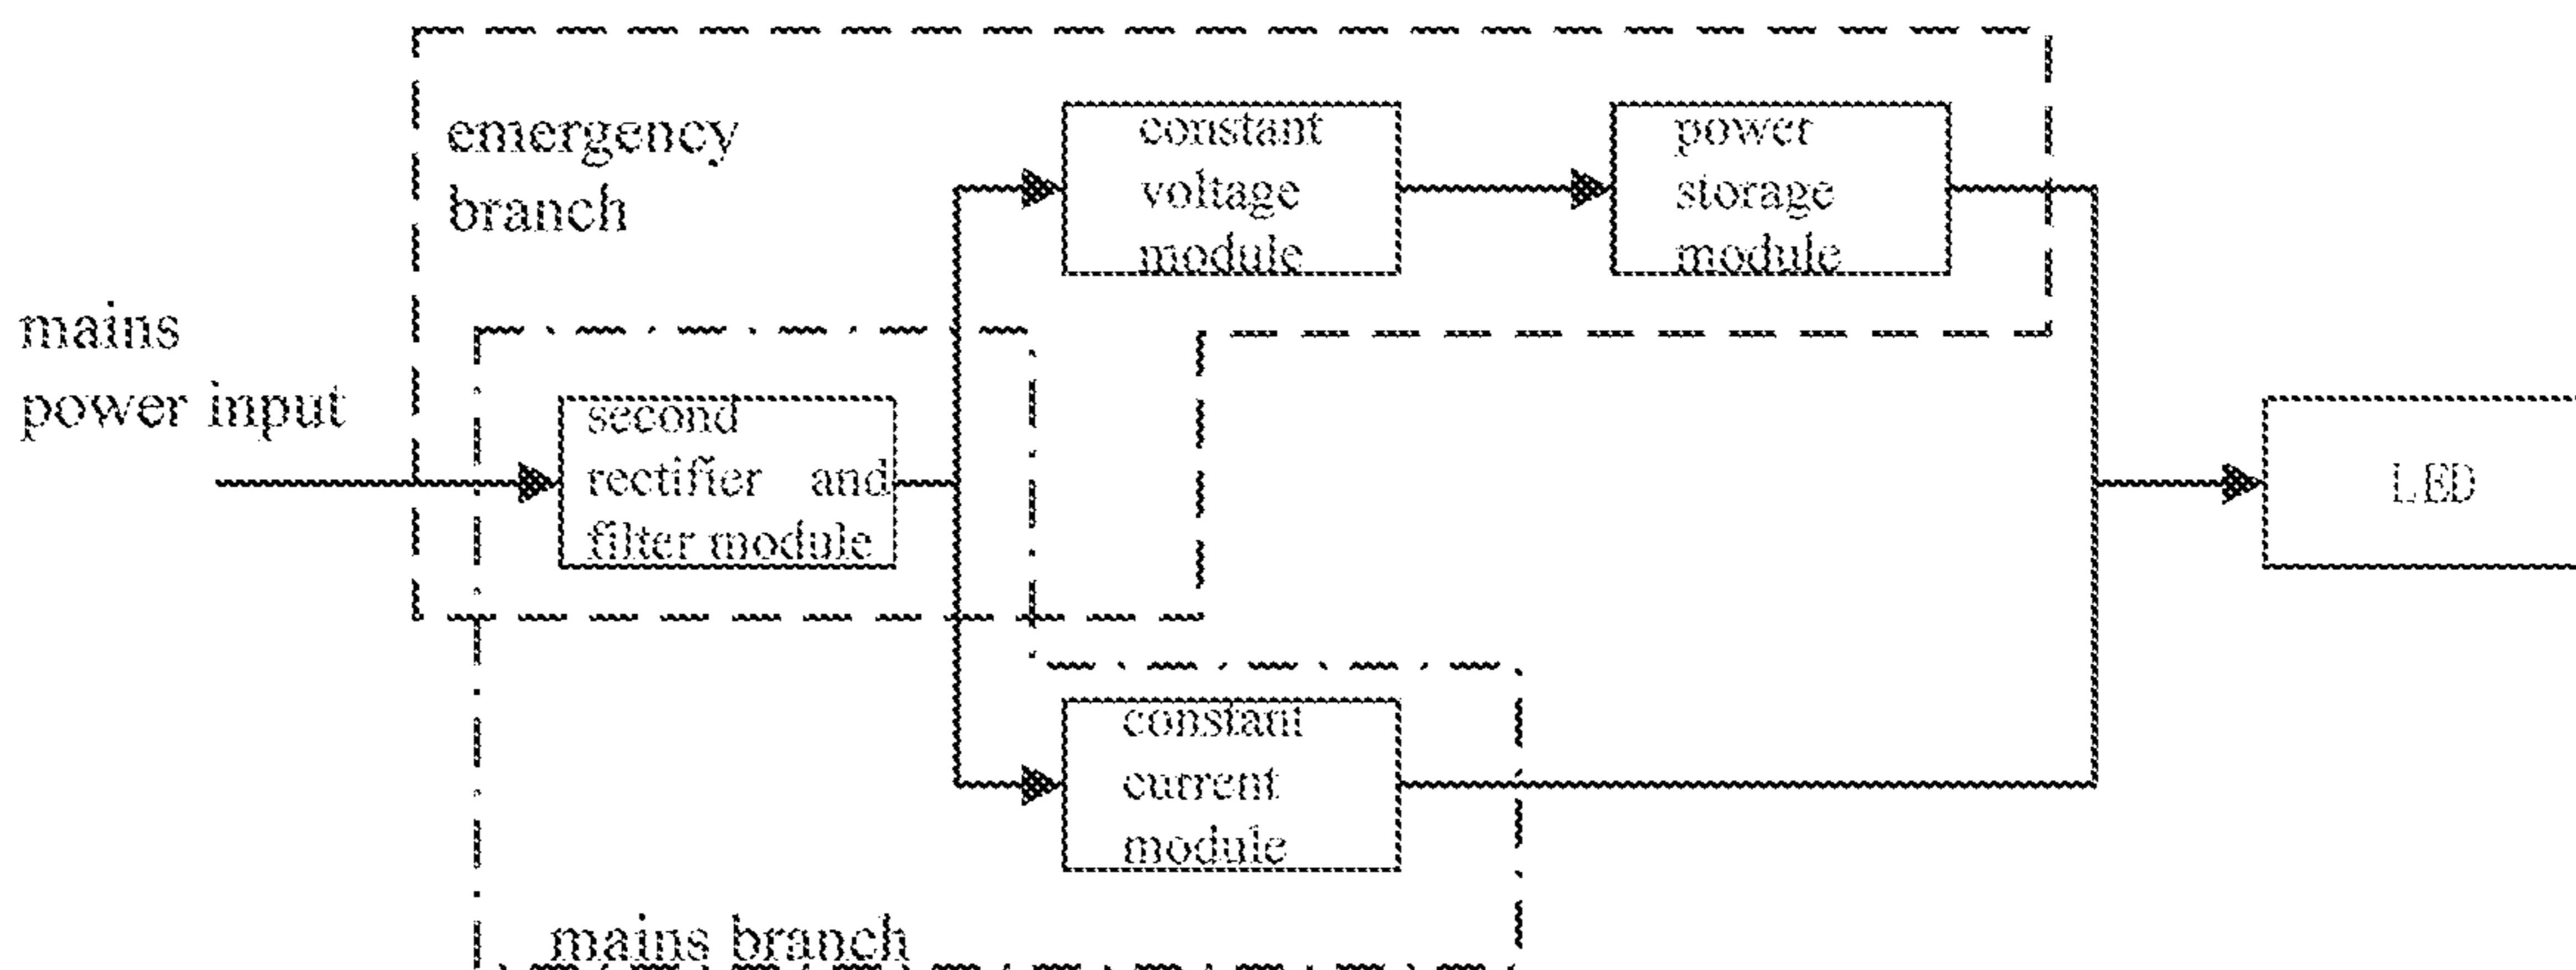 emergency
branch
constant
voltage
module
power
storage
module
mains
power input
second
rectifier and
filter module
LED
constant
current
module
mains branch